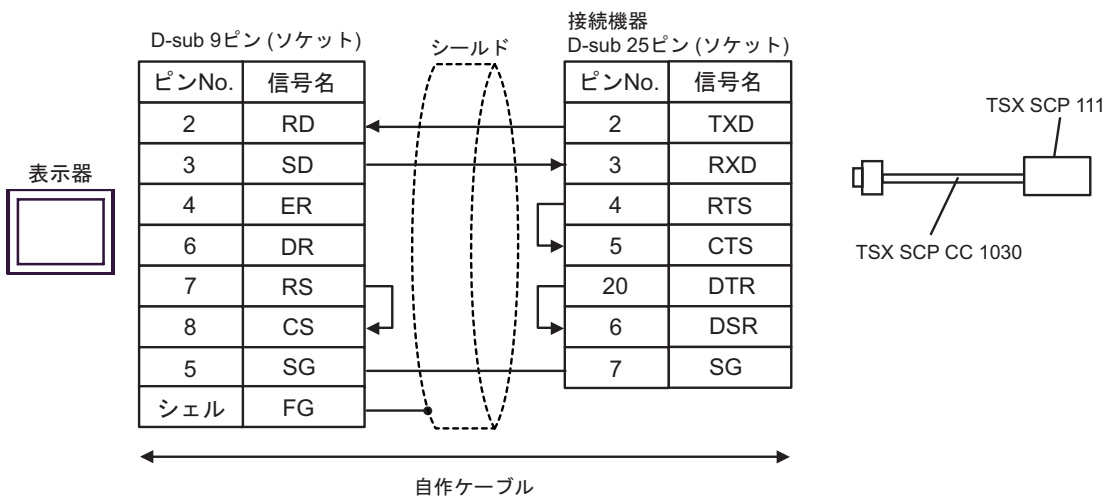 接続機器
D-sub 9ピン (ソケット)
シールド
D-sub 25ピン (ソケット)
ピンNo. 信号名
ピンNo. 信号名
2 RD
2 TXD
3 SD
3 RXD
4 ER
4 RTS
6 DR
5 CTS
7 RS
20 DTR
8 CS
6 DSR
5 SG
7 SG
シェル FG
表示器
TSX SCP 111
TSX SCP CC 1030
自作ケーブル